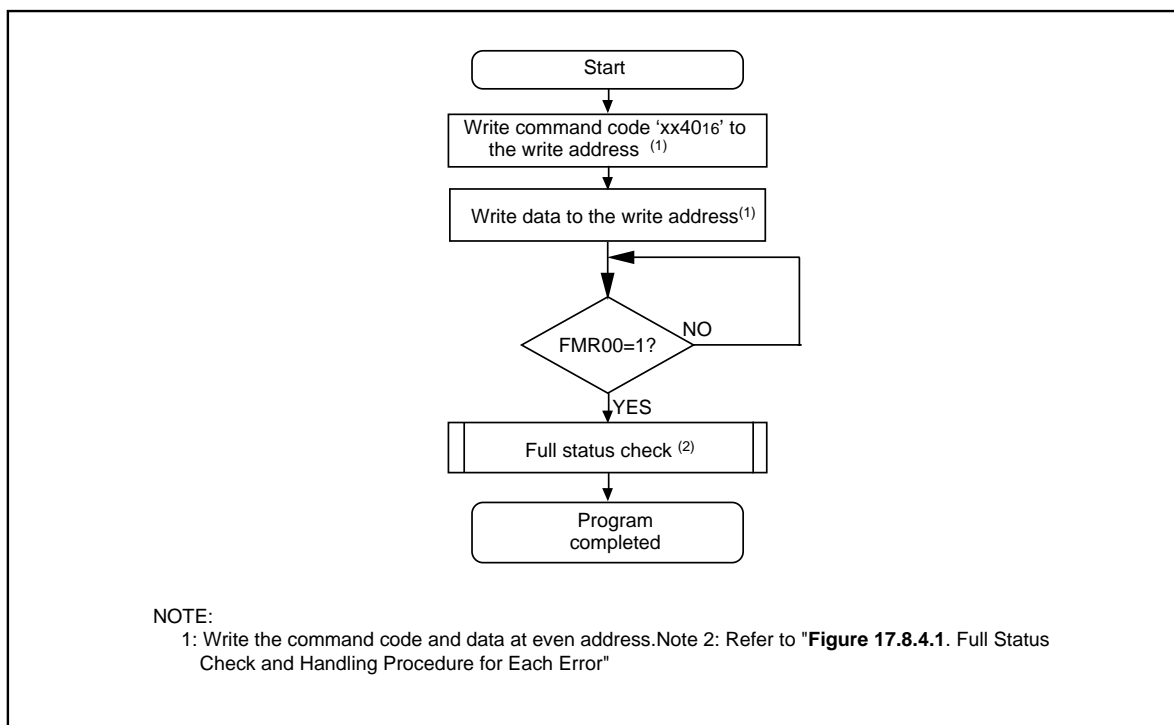 Start
Write command code ‘xx4016’ to
the write address (1)
Write data to the write address(1)
NO
FMR00=1?
YES
Full status check (2)
Program
completed
NOTE:
1: Write the command code and data at even address.Note 2: Refer to "Figure 17.8.4.1. Full Status
Check and Handling Procedure for Each Error"